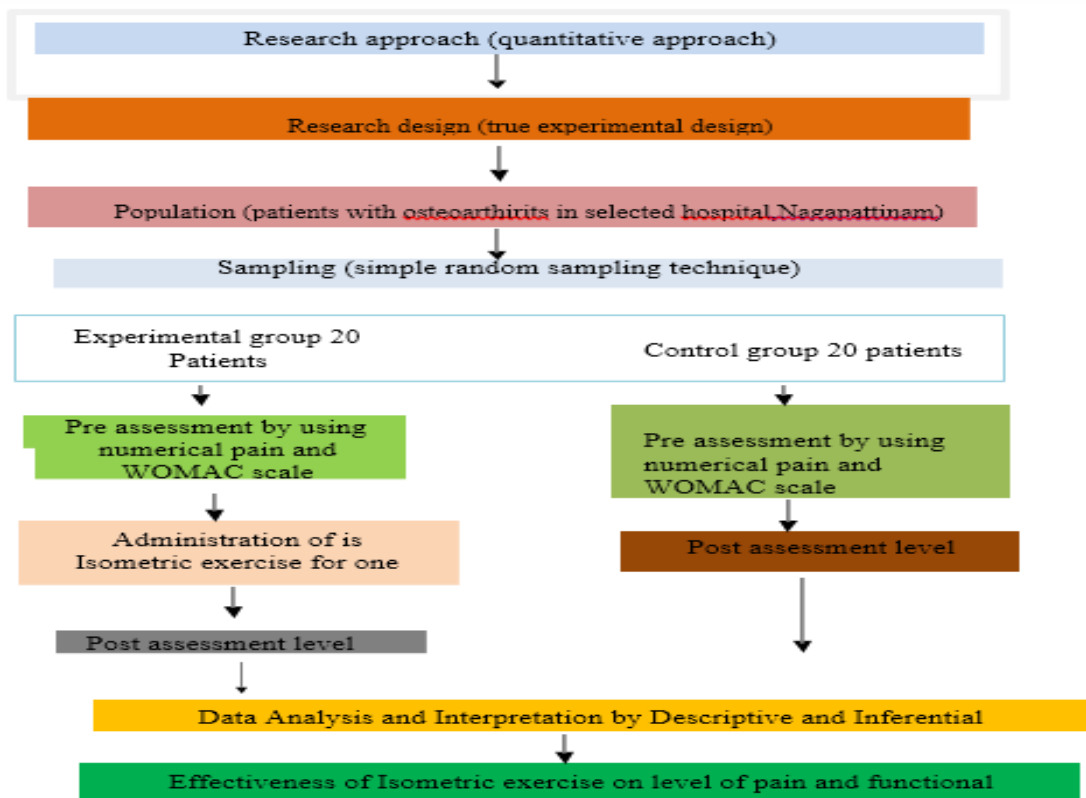 Research approach (quantitative approach)
Research design (true experimental design)
Population (patients with osteoarthirits in selected hospital,Nagapattinam)
Sampling (simple random sampling technique)
Experimental group 20
Patients
Control group 20 patients
Pre assessment by using
numerical pain and
WOMAC scale
Pre assessment by using
numerical pain and
WOMAC scale
Administration of is
Isometric exercise for one
Post assessment level
Post assessment level
Data Analysis and Interpretation by Descriptive and Inferential
Effectiveness of Isometric exercise on level of pain and functional